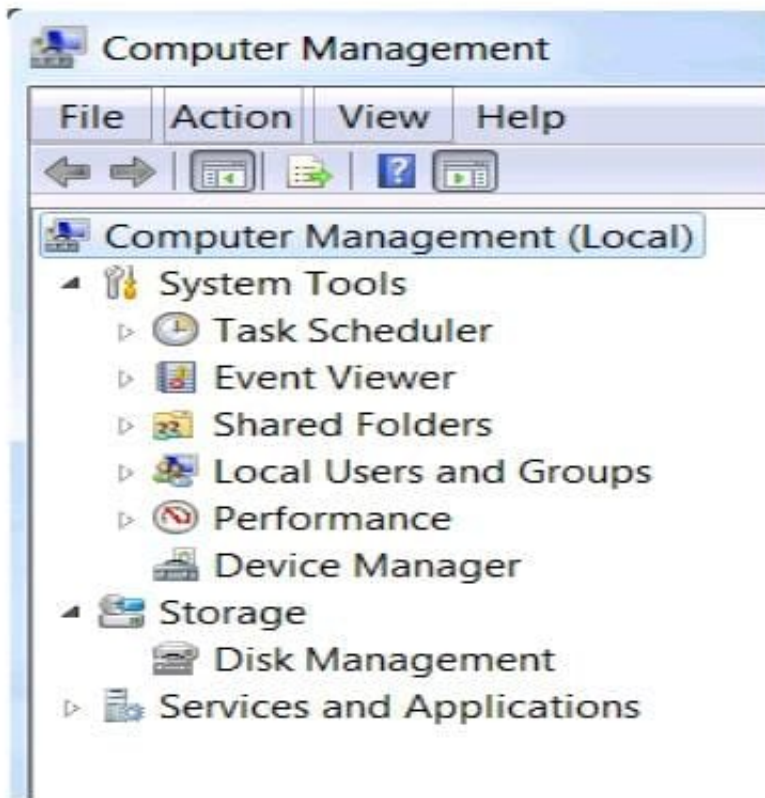 Computer Management
File Action View Help
Computer Management (Local)
System Tools
Task Scheduler
Event Viewer
Shared Folders
Local Users and Groups
Performance
Device Manager
Storage
Disk Management
Services and Applications